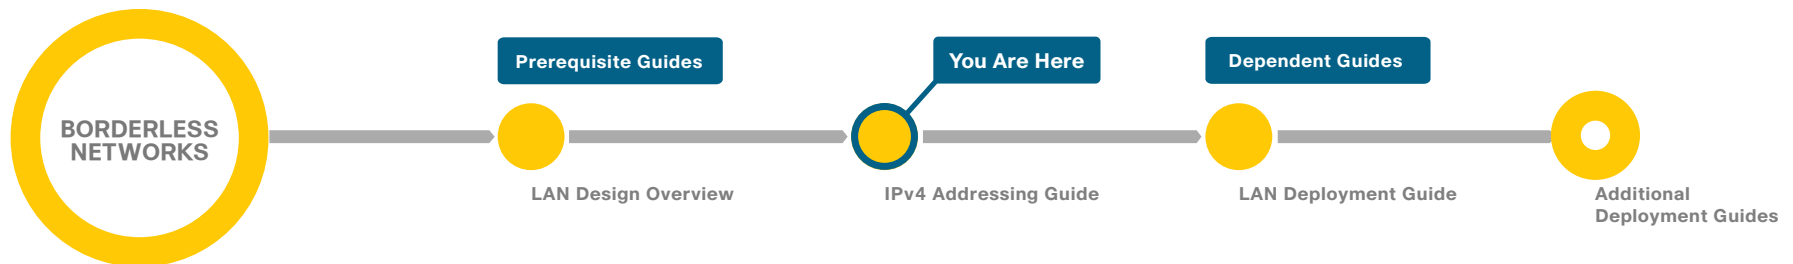 Prerequisite Guides
You Are Here
Dependent Guides
BORDERLESS
NETWORKS
LAN Design Overview
IPv4 Addressing Guide
LAN Deployment Guide
Additional
Deployment Guides